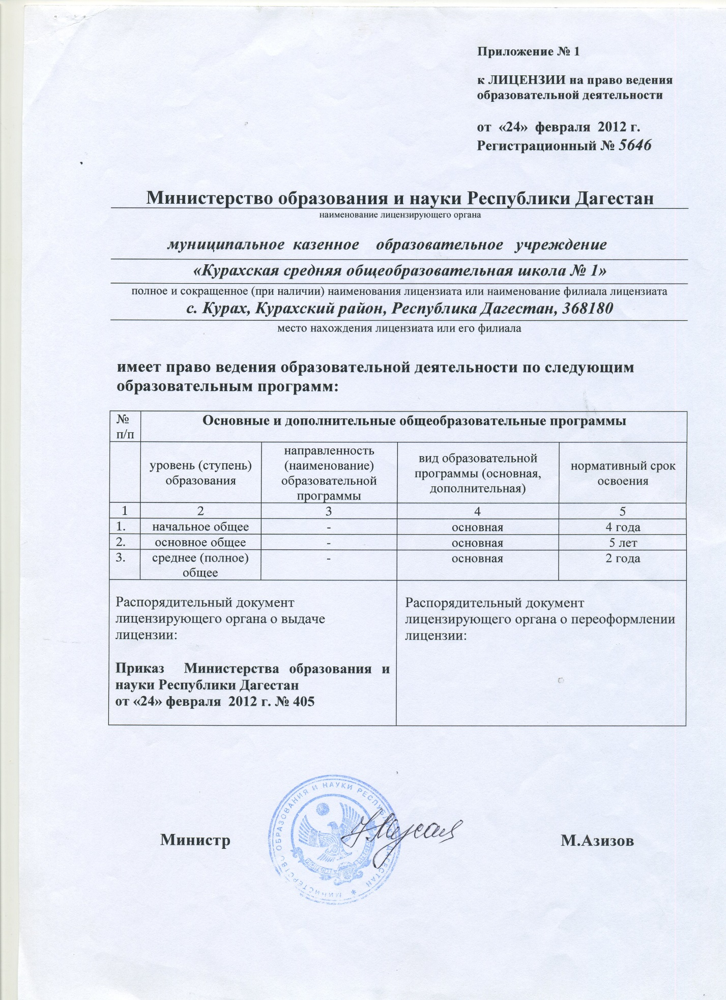 Приложение № 1
к ЛИЦЕНЗИИ на право ведения
образовательной деятельности
от «24» февраля 2012 г.
Регистрационный № 5646
Министерство образования и науки Республики Дагестан
наименование лицензирующего органа
муниципальное казенное образовательное учреждение
«Курахская средняя общеобразовательная школа № 1»
полное и сокращенное (при наличии) наименования лицензиата или наименование филиала лицензиата
с. Курах, Курахский район, Республика Дагестан, 368180
место нахождения лицензиата или его филиала
имеет право ведения образовательной деятельности по следующим
образовательным программ:
№ п/п Основные и дополнительные общеобразовательные программы
уровень (ступень) образования направленность (наименование) образовательной программы вид образовательной программы (основная, дополнительная) нормативный срок освоения
1 2 3 4 5
1. начальное общее - основная 4 года
2. основное общее - основная 5 лет
3. среднее (полное) общее - основная 2 года
Распорядительный документ
лицензирующего органа о выдаче
лицензии:
Приказ Министерства образования и
науки Республики Дагестан
от «24» февраля 2012 г. № 405
Распорядительный документ
лицензирующего органа о переоформлении
лицензии:
Министр
МИНИСТЕРСТВО ОБРАЗОВАНИЯ И НАУКИ РЕСПУБЛИКИ ДАГЕСТАН *
М.Азизов